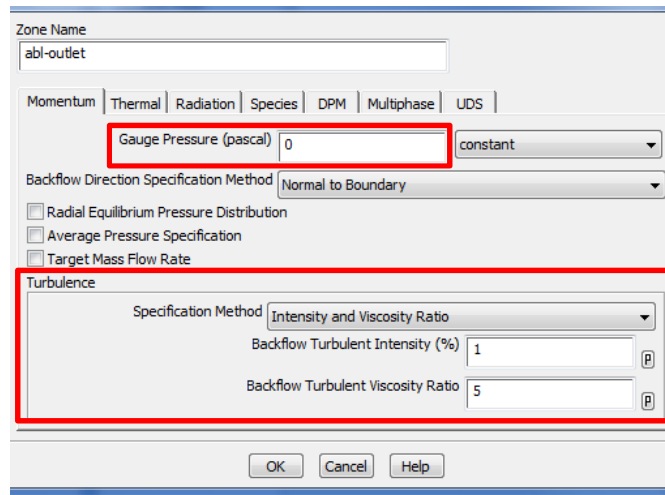 Zone Name
abl-outlet
Momentum Thermal Radiation Species DPM Multiphase UDS
Gauge Pressure (pascal) 0 constant
Backflow Direction Specification Method Normal to Boundary
Radial Equilibrium Pressure Distribution
Average Pressure Specification
Target Mass Flow Rate
Turbulence
Specification Method Intensity and Viscosity Ratio
Backflow Turbulent Intensity (%) 1 P
Backflow Turbulent Viscosity Ratio 5 P
OK Cancel Help